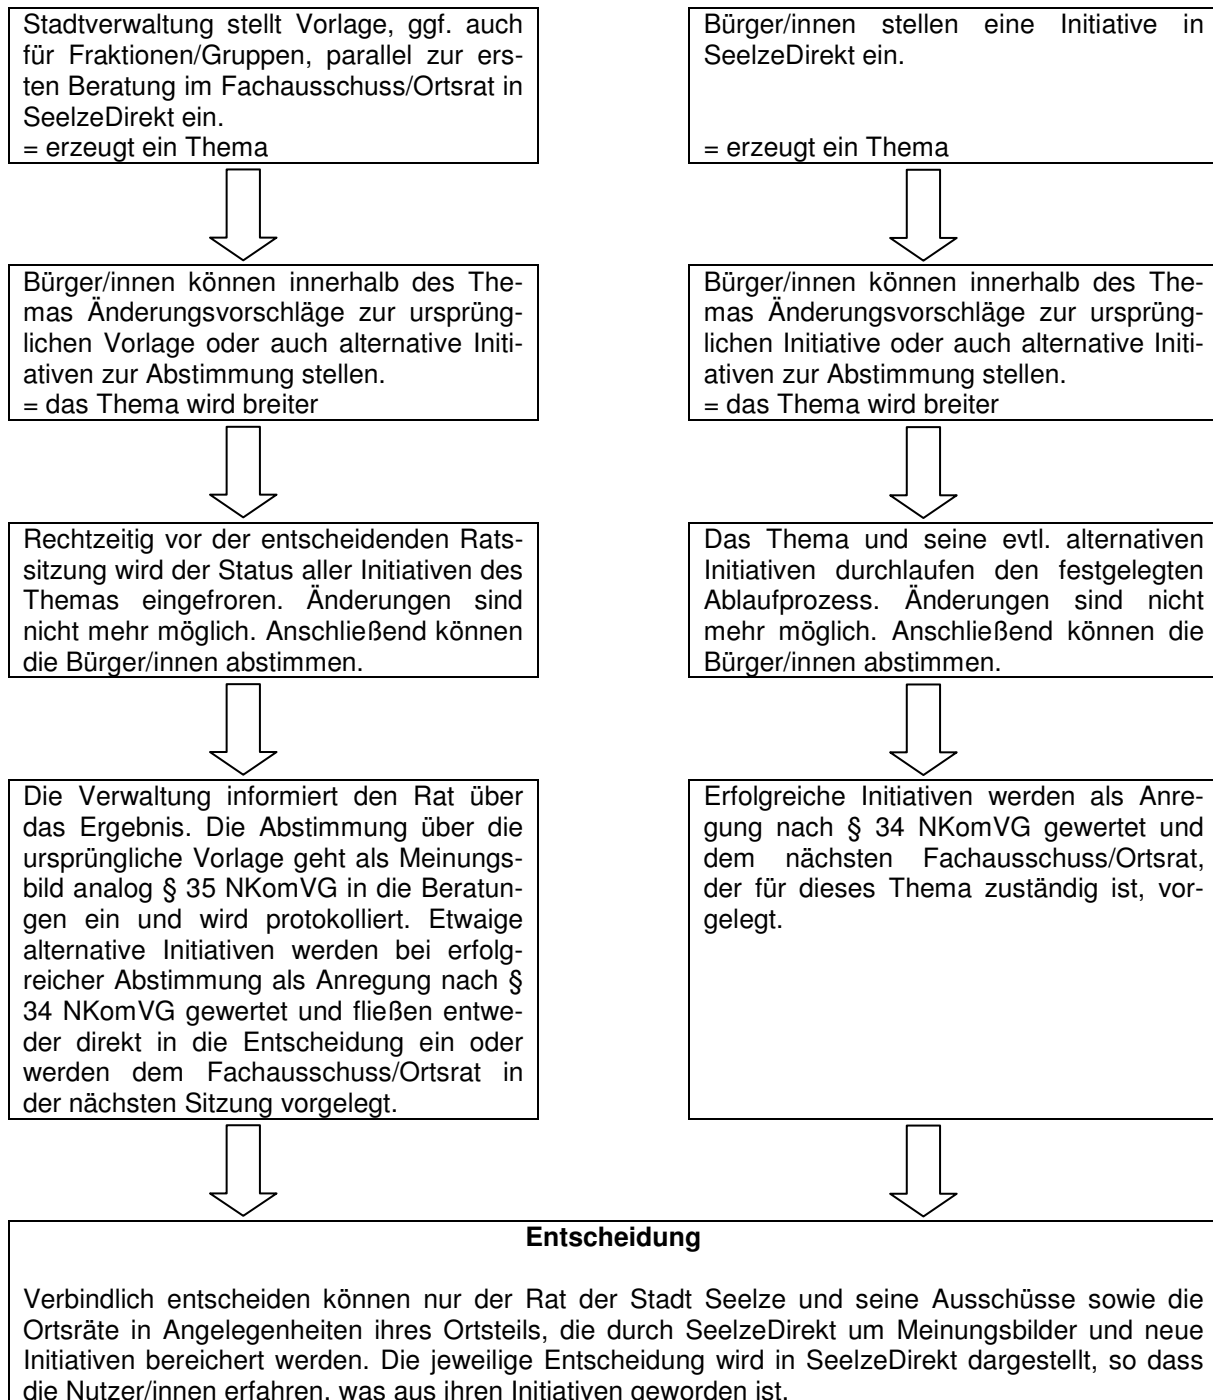 Stadtverwaltung stellt Vorlage, ggf. auch
für Fraktionen/Gruppen, parallel zur ers-
ten Beratung im Fachausschuss/Ortsrat in
SeelzeDirekt ein.
= erzeugt ein Thema
Bürger/innen können innerhalb des The-
mas Änderungsvorschläge zur ursprüng-
lichen Vorlage oder auch alternative Initi-
ativen zur Abstimmung stellen.
= das Thema wird breiter
Rechtzeitig vor der entscheidenden Rats-
sitzung wird der Status aller Initiativen des
Themas eingefroren. Änderungen sind
nicht mehr möglich. Anschließend können
die Bürger/innen abstimmen.
Die Verwaltung informiert den Rat über
das Ergebnis. Die Abstimmung über die
ursprüngliche Vorlage geht als Meinungs-
bild analog § 35 NKomVG in die Beratun-
gen ein und wird protokolliert. Etwaige
alternative Initiativen werden bei erfolg-
reicher Abstimmung als Anregung nach §
34 NKomVG gewertet und fließen entwe-
der direkt in die Entscheidung ein oder
werden dem Fachausschuss/Ortsrat in
der nächsten Sitzung vorgelegt.
Bürger/innen stellen eine Initiative in
SeelzeDirekt ein.
= erzeugt ein Thema
Bürger/innen können innerhalb des The-
mas Änderungsvorschläge zur ursprüng-
lichen Initiative oder auch alternative Initi-
ativen zur Abstimmung stellen.
= das Thema wird breiter
Das Thema und seine evtl. alternativen
Initiativen durchlaufen den festgelegten
Ablaufprozess. Änderungen sind nicht
mehr möglich. Anschließend können die
Bürger/innen abstimmen.
Erfolgreiche Initiativen werden als Anre-
gung nach § 34 NKomVG gewertet und
dem nächsten Fachausschuss/Ortsrat,
der für dieses Thema zuständig ist, vor-
gelegt.
Entscheidung
Verbindlich entscheiden können nur der Rat der Stadt Seelze und seine Ausschüsse sowie die
Ortsräte in Angelegenheiten ihres Ortsteils, die durch SeelzeDirekt um Meinungsbilder und neue
Initiativen bereichert werden. Die jeweilige Entscheidung wird in SeelzeDirekt dargestellt, so dass
die Nutzer/innen erfahren, was aus ihren Initiativen geworden ist.